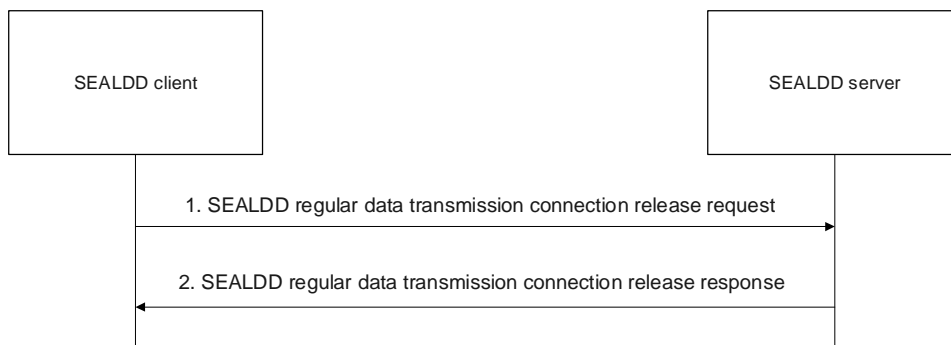 SEALDD client
SEALDD server
1. SEALDD regular data transmission connection release request
2. SEALDD regular data transmission connection release response